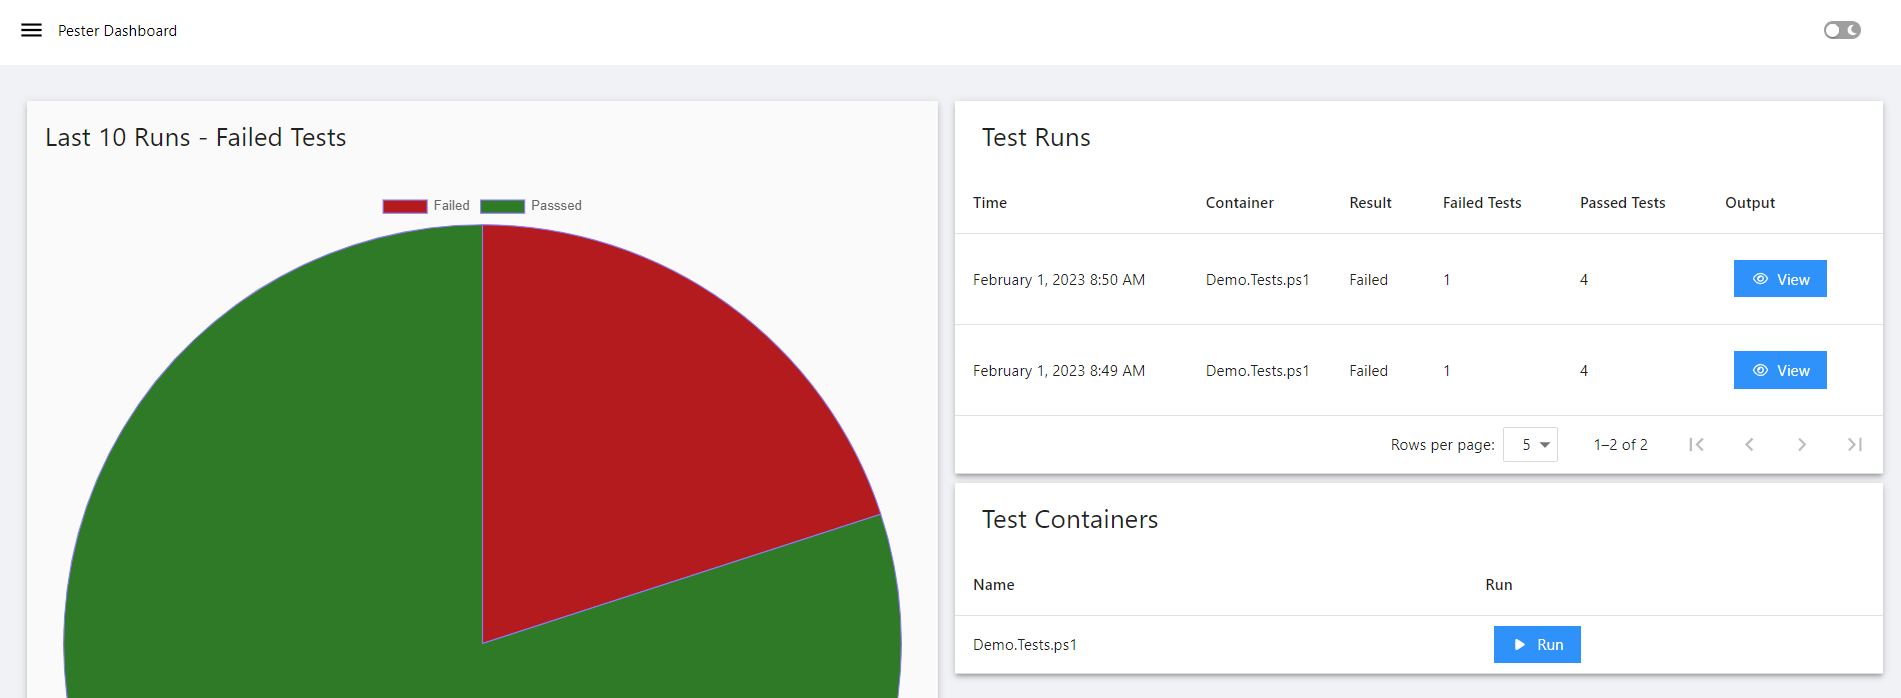 Pester Dashboard
Last 10 Runs - Failed Tests
Failed Passsed
Test Runs
Time Container Result Failed Tests Passed Tests Output
February 1, 2023 8:50 AM Demo.Tests.ps1 Failed 1 4 View
February 1, 2023 8:49 AM Demo.Tests.ps1 Failed 1 4 View
Rows per page: 5 1–2 of 2
Test Containers
Name Run
Demo.Tests.ps1 Run